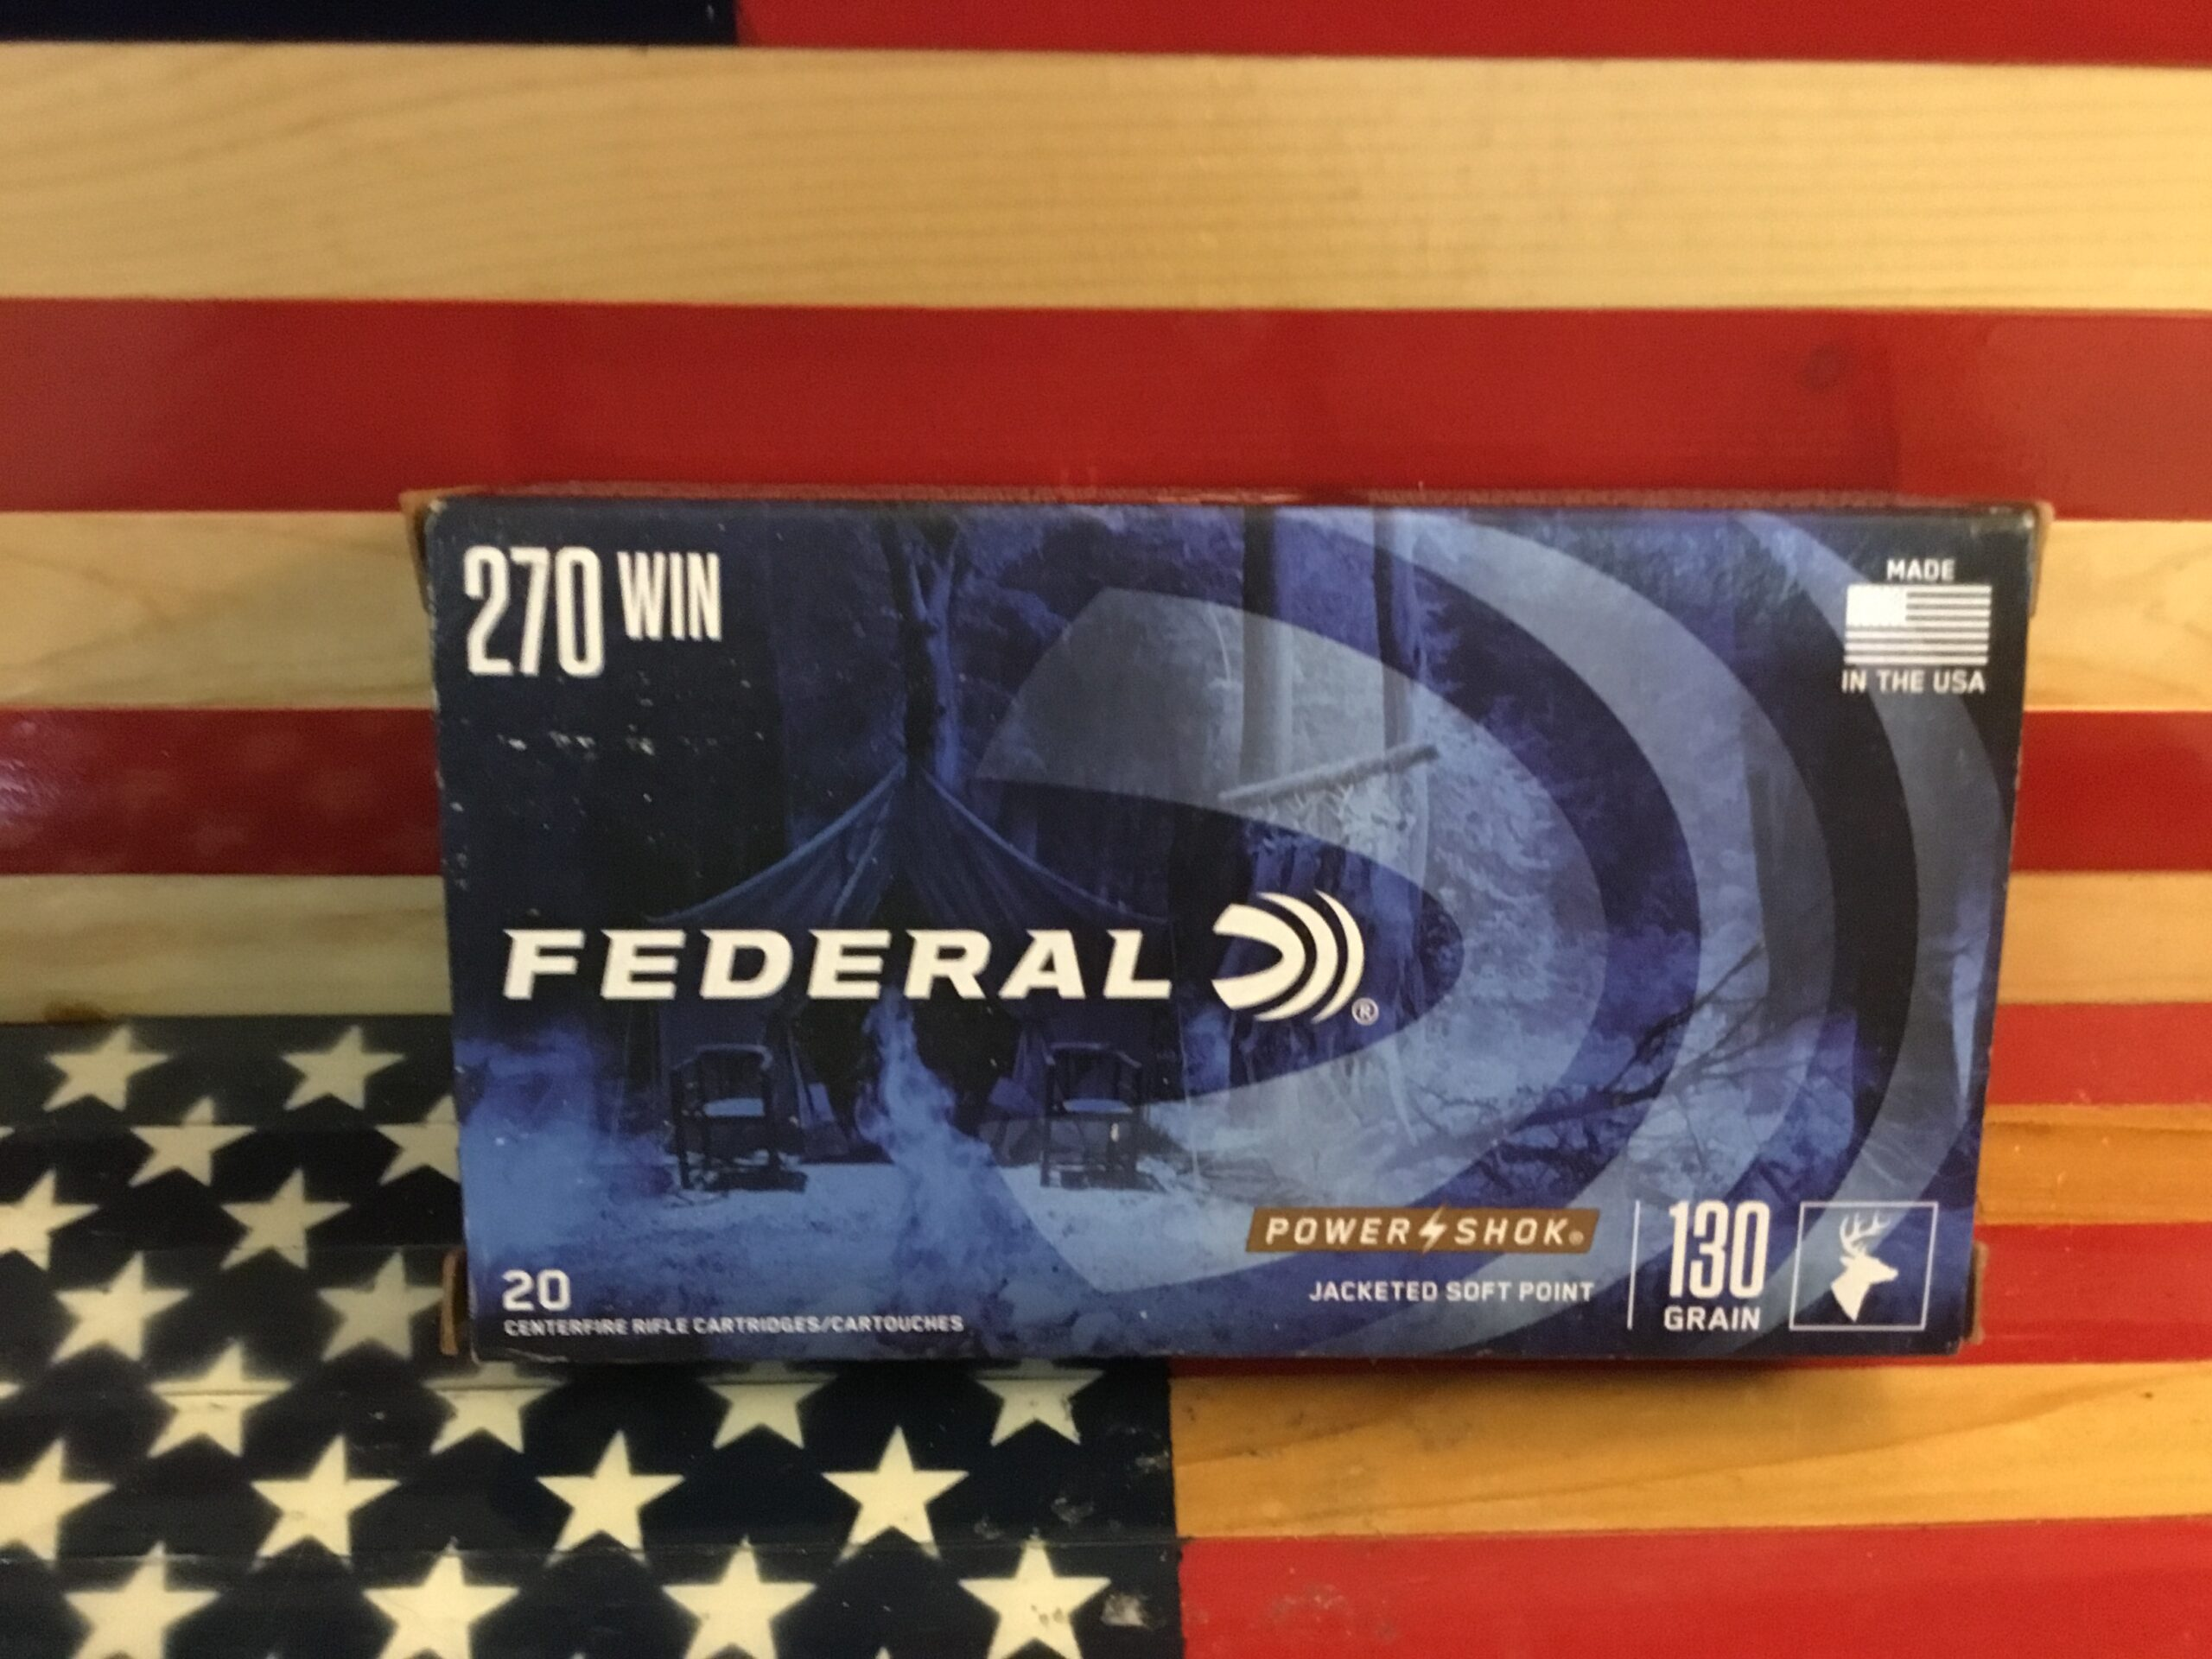 270 WIN
MADE
IN THE USA
FEDERAL ®
POWER SHOK®
JACKETED SOFT POINT
130
GRAIN
20
CENTERFIRE RIFLE CARTRIDGES/CARTOUCHES